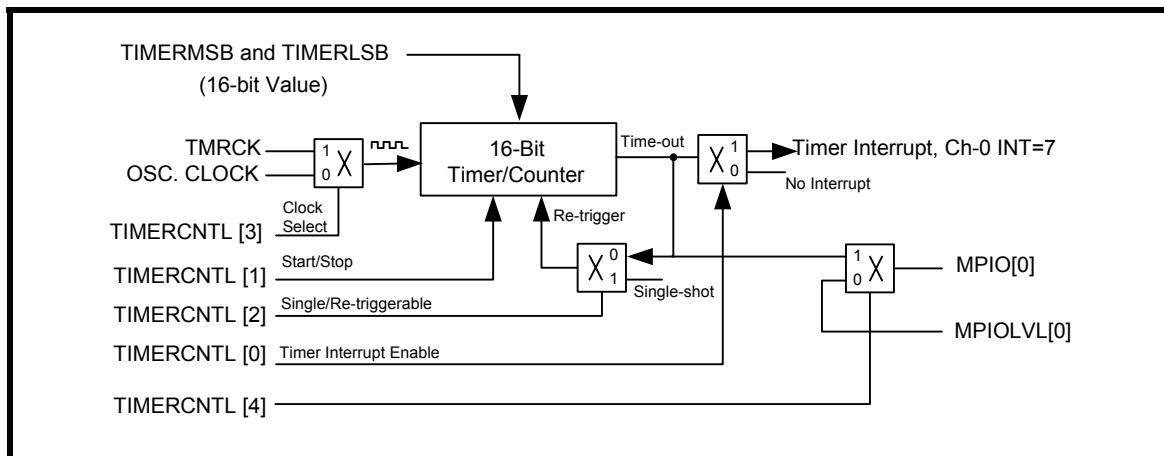 TIMERMSB and TIMERLSB
(16-bit Value)
TMRCK
OSC. CLOCK
1
0
X
16-Bit
Timer/Counter
Time-out
X
1
0
Timer Interrupt, Ch-0 INT=7
No Interrupt
Clock
Select
TIMERCNTL [3]
Re-trigger
Start/Stop
TIMERCNTL [1]
X
0
1
Single-shot
1
0
X
MPIO[0]
Single/Re-triggerable
TIMERCNTL [2]
MPIOLVL[0]
TIMERCNTL [0]
Timer Interrupt Enable
TIMERCNTL [4]